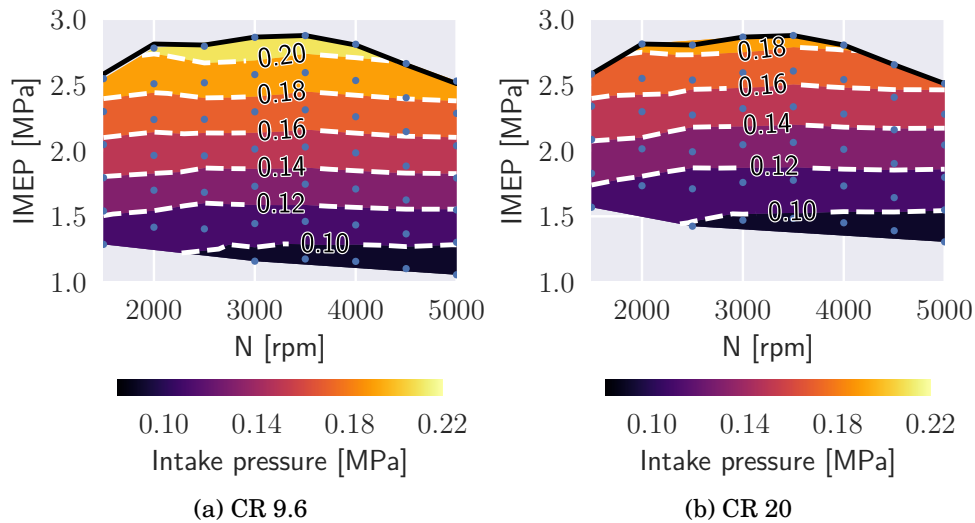 3.0
2.5
2.0
1.5
1.0
IMEP [MPa]
0.20
0.18
0.16
0.14
0.12
0.10
2000 3000 4000 5000
N [rpm]
0.10 0.14 0.18 0.22
Intake pressure [MPa]
(a) CR 9.6
3.0
2.5
2.0
1.5
1.0
IMEP [MPa]
0.18
0.16
0.14
0.12
0.10
2000 3000 4000 5000
N [rpm]
0.10 0.14 0.18 0.22
Intake pressure [MPa]
(b) CR 20